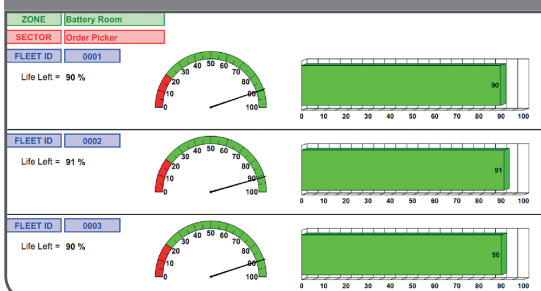 ZONE Battery Room
SECTOR Order Picker
FLEET ID 0001
Life Left = 90 %
0 10 20 30 40 50 60 70 80 90 100
90
0 10 20 30 40 50 60 70 80 90 100
FLEET ID 0002
Life Left = 91 %
0 10 20 30 40 50 60 70 80 90 100
91
0 10 20 30 40 50 60 70 80 90 100
FLEET ID 0003
Life Left = 90 %
0 10 20 30 40 50 60 70 80 90 100
90
0 10 20 30 40 50 60 70 80 90 100